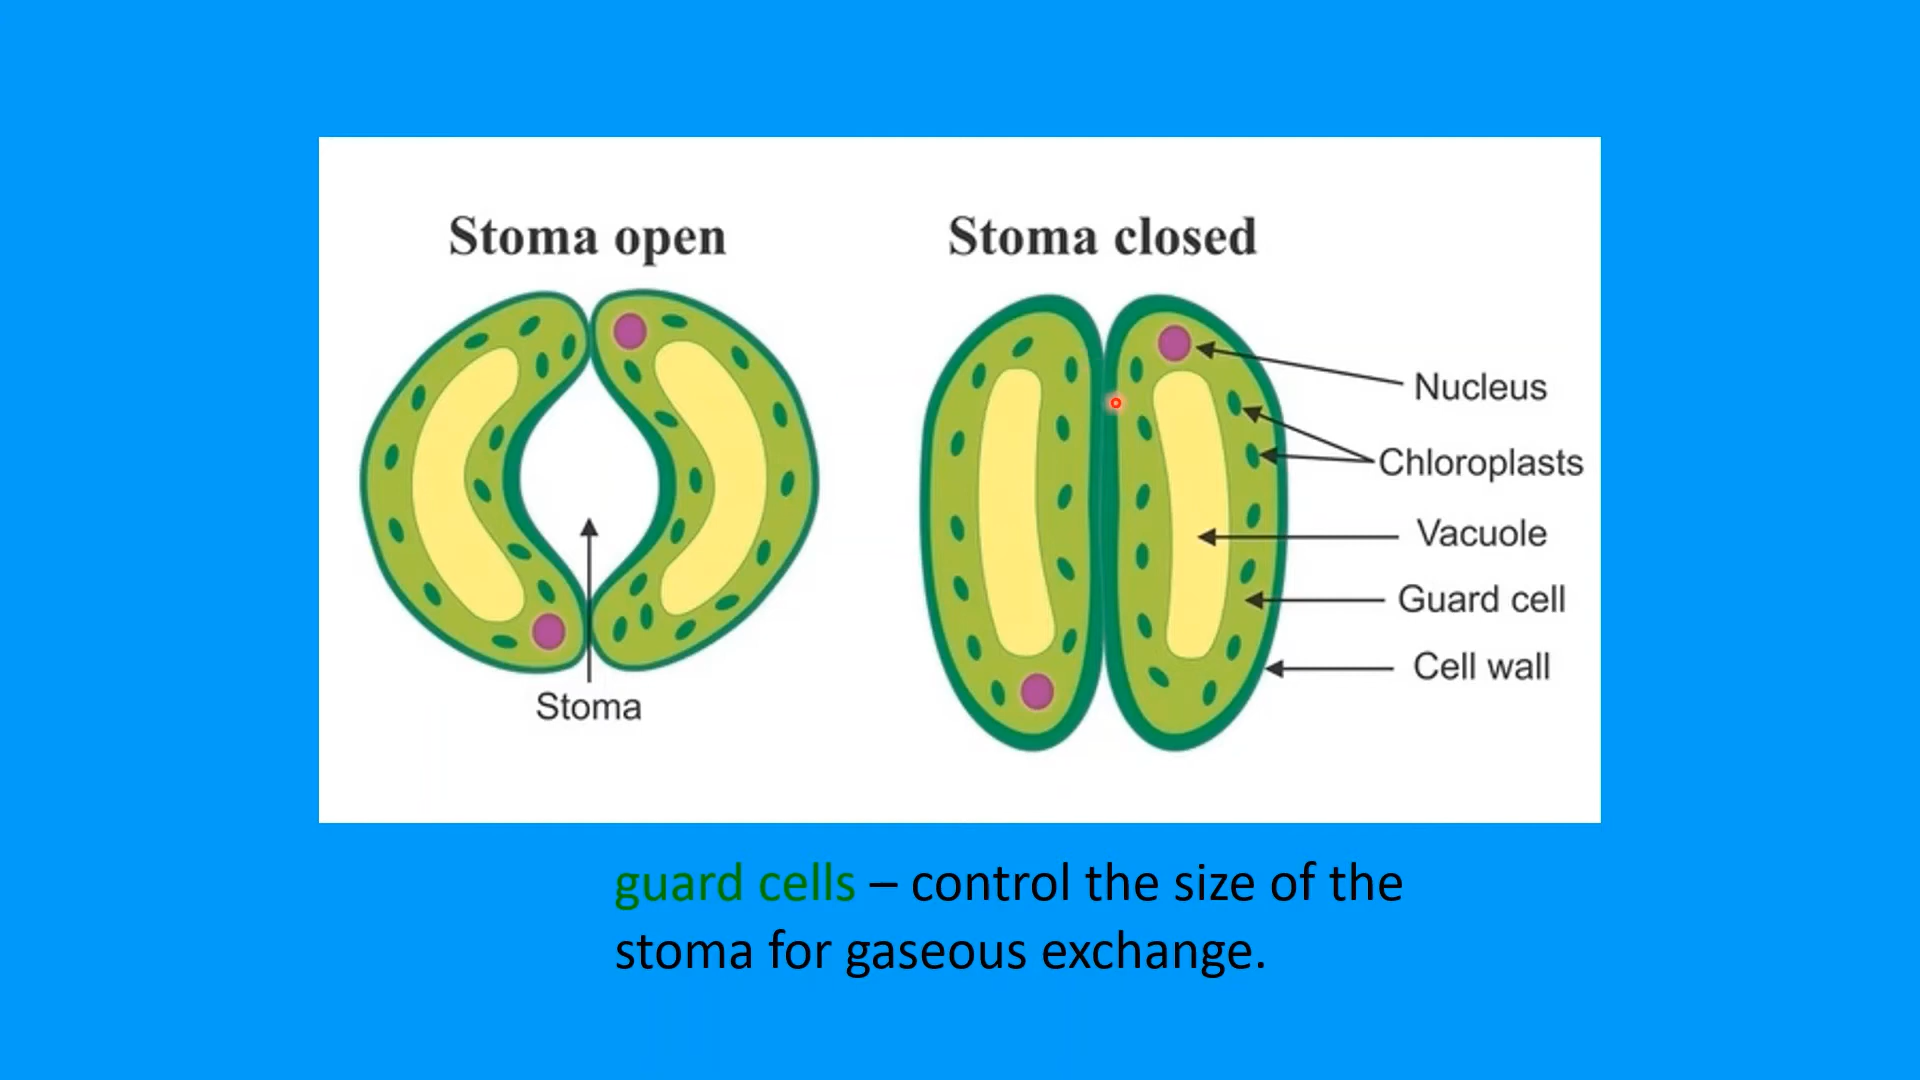 Stoma open
Stoma closed
Nucleus
Chloroplasts
Vacuole
Guard cell
Cell wall
Stoma
guard cells – control the size of the
stoma for gaseous exchange.